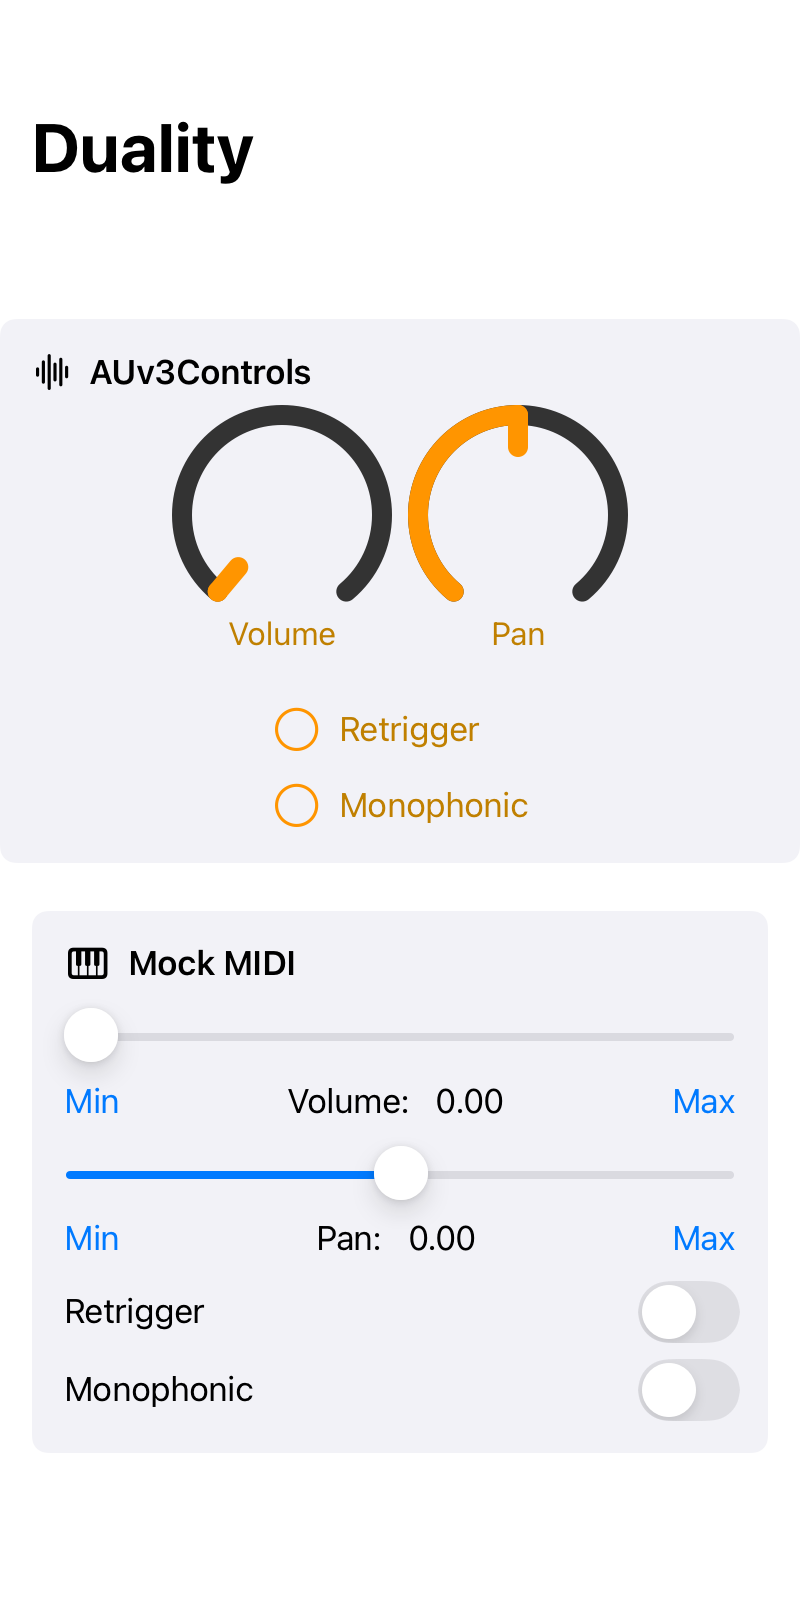 Duality
AUv3Controls
Volume Pan
Retrigger
Monophonic
Mock MIDI
Min Volume: 0.00 Max
Min Pan: 0.00 Max
Retrigger
Monophonic